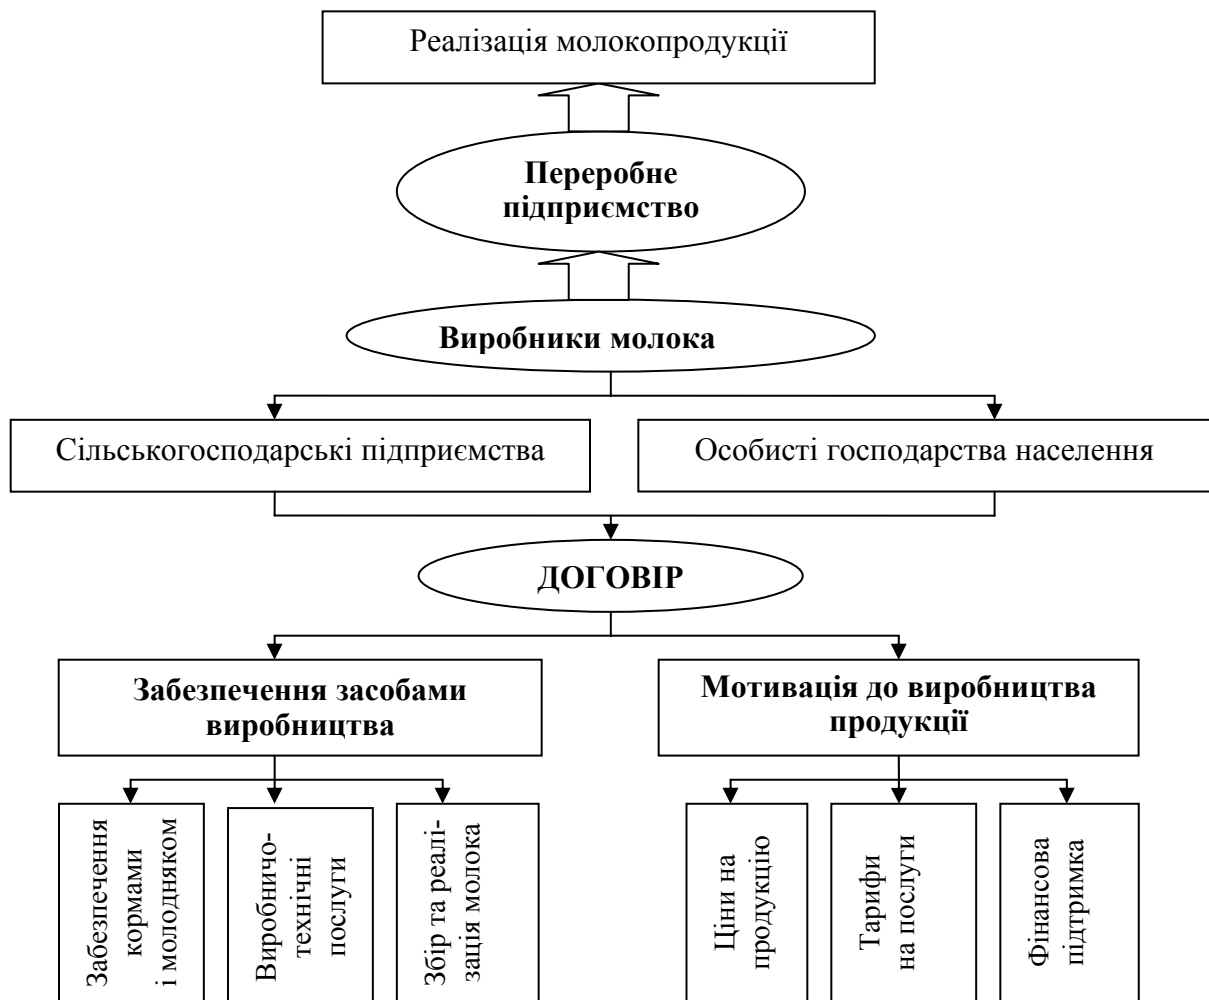 Реалізація молокопродукції
Переробне
підприємство
Виробники молока
Сільськогосподарські підприємства
Особисті господарства населення
ДОГОВІР
Забезпечення засобами
виробництва
Мотивація до виробництва
продукції
Забезпечення
кормами
і молодняком
Виробничо-
технічні
послуги
Збір та реалі-
зація молока
Ціни на
продукцію
Тарифи
на послуги
Фінансова
підтримка